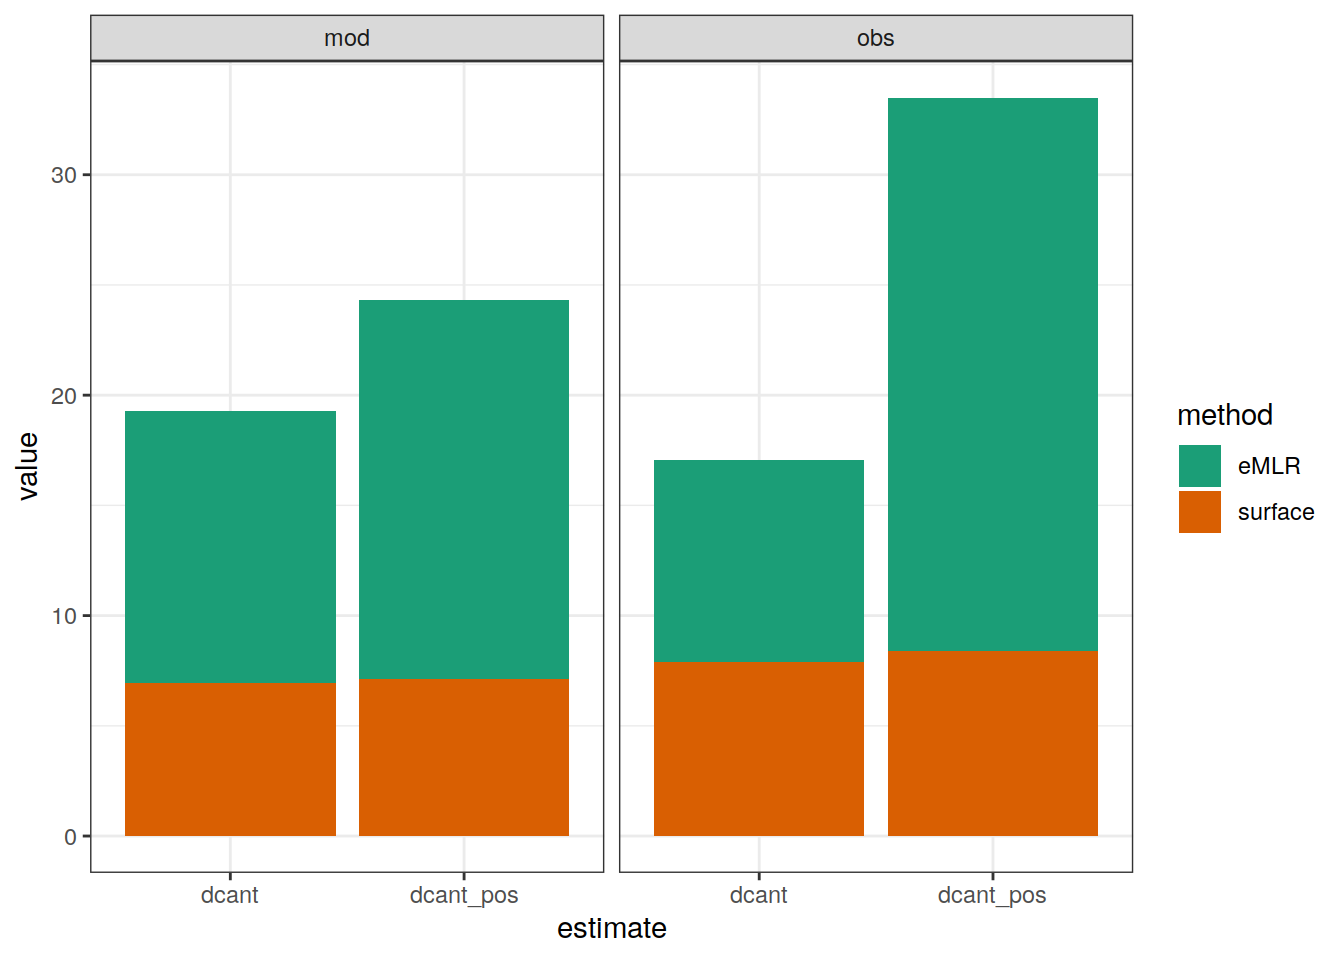 mod
obs
value
30
20
10
0
dcant
dcant_pos
dcant
dcant_pos
estimate
method
eMLR
surface